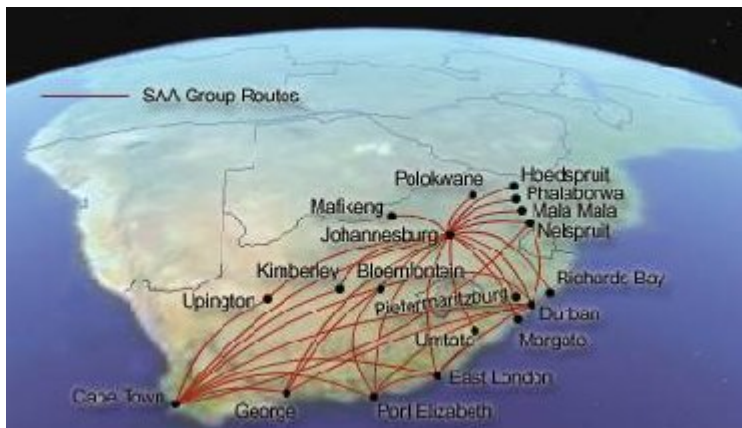 SAA Group Routes
Hoedspruit
Polokwane
Phalaborwa
Mafikeng
Mala Mala
Johannesburg
Nelspruit
Kimberley
Bloemfontein
Upington
Richards Bay
Pietermaritzburg
Durban
Umtata
Margate
East London
Cape Town
George
Port Elizabeth